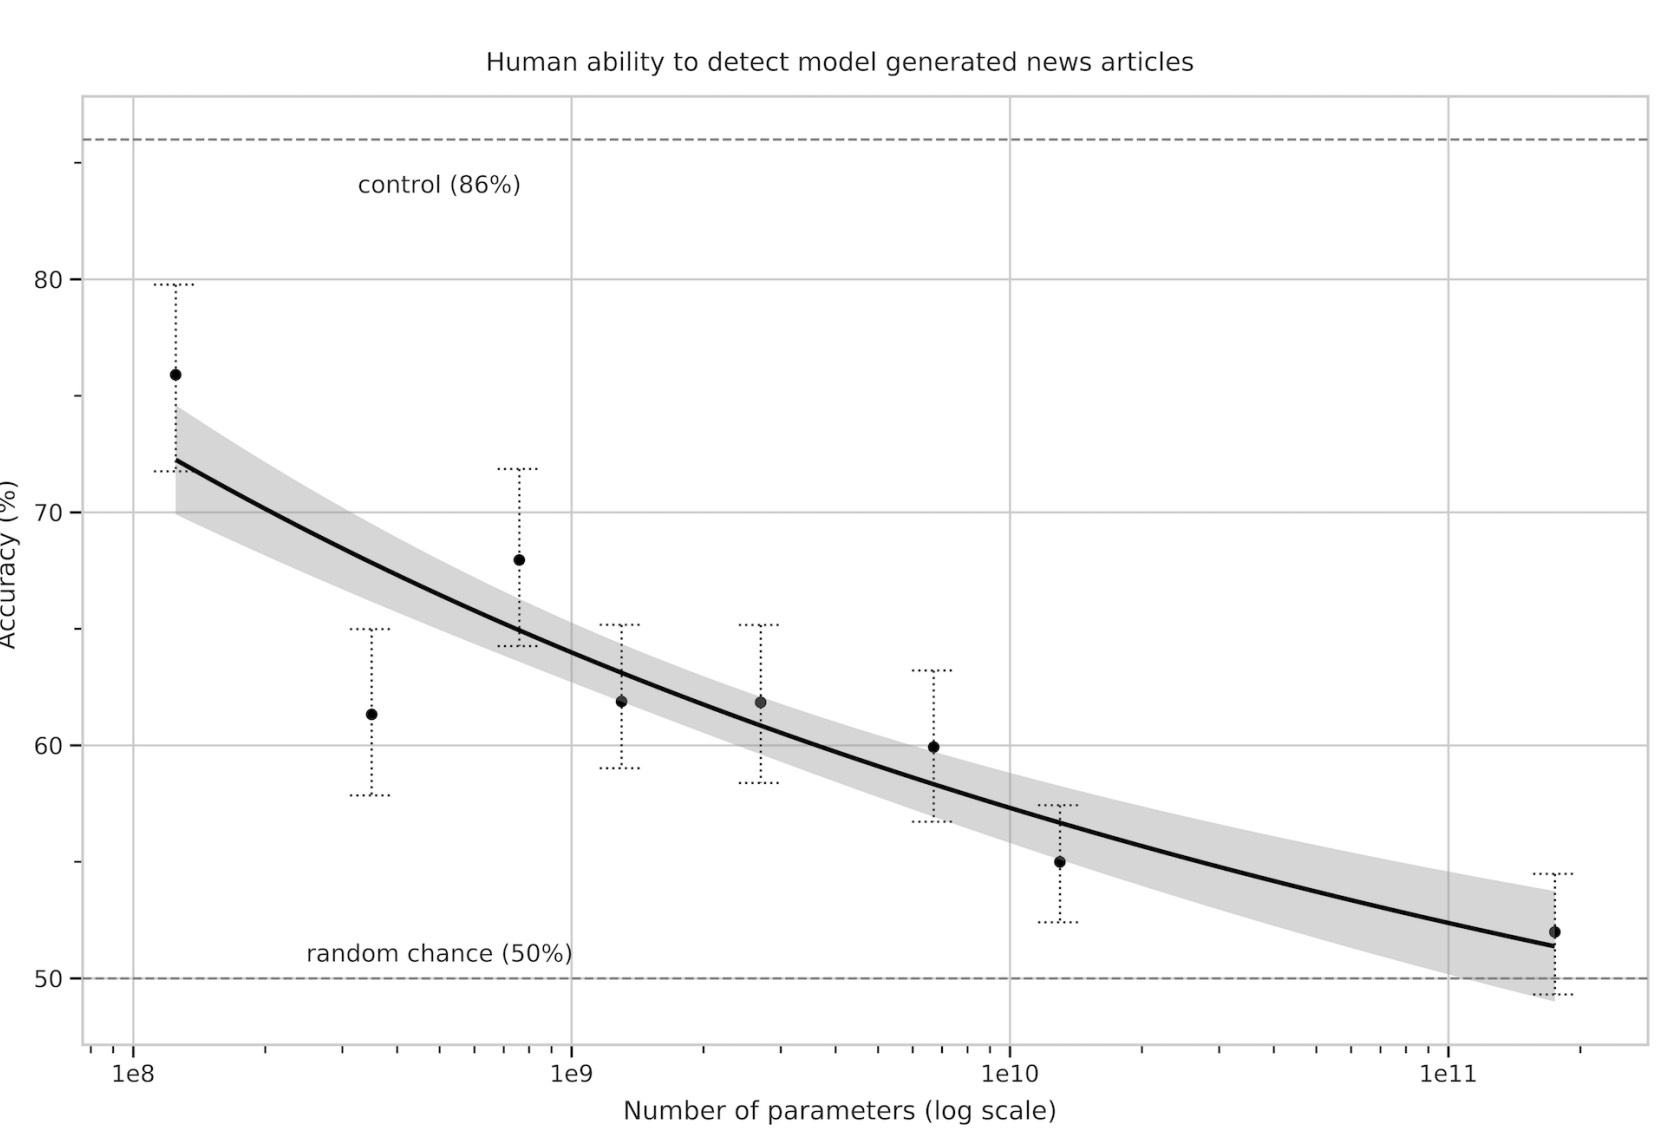 Human ability to detect model generated news articles
control (86%)
80
70
Accuracy (%)
60
random chance (50%)
50
1e8 1e9 1e10 1e11
Number of parameters (log scale)